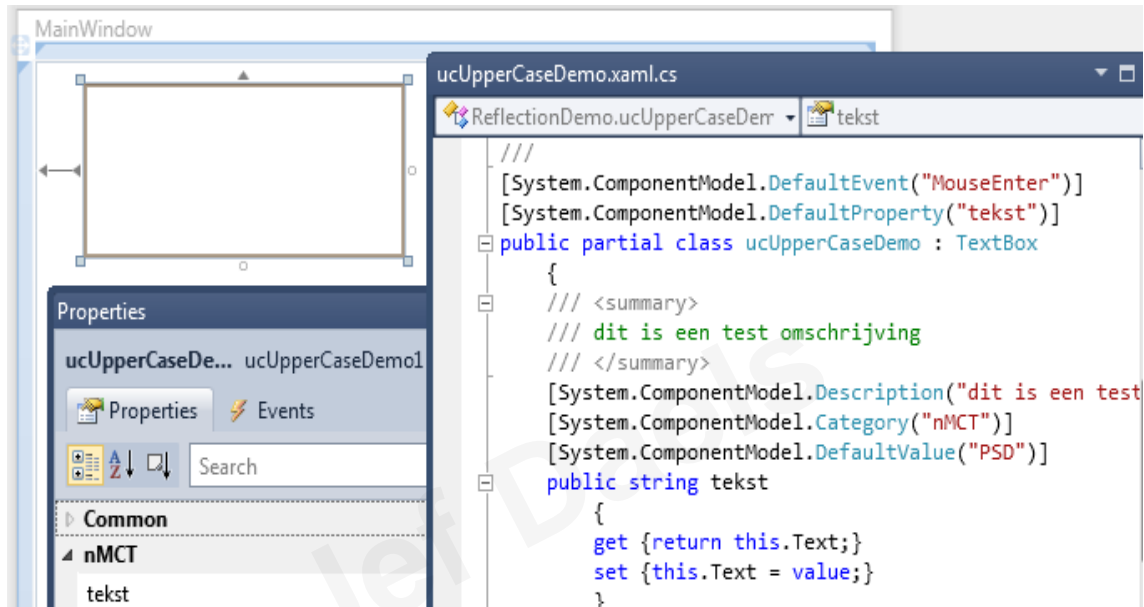 MainWindow
ucUpperCaseDemo.xaml.cs
ReflectionDemo.ucUpperCaseDem
tekst
///
[System.ComponentModel.DefaultEvent("MouseEnter")]
[System.ComponentModel.DefaultProperty("tekst")]
public partial class ucUpperCaseDemo : TextBox
{
/// <summary>
/// dit is een test omschrijving
/// </summary>
[System.ComponentModel.Description("dit is een test
[System.ComponentModel.Category("nMCT")]
[System.ComponentModel.DefaultValue("PSD")]
public string tekst
{
get {return this.Text;}
set {this.Text = value;}
}
Properties
ucUpperCaseDe... ucUpperCaseDemo1
Properties Events
Search
Common
nMCT
tekst